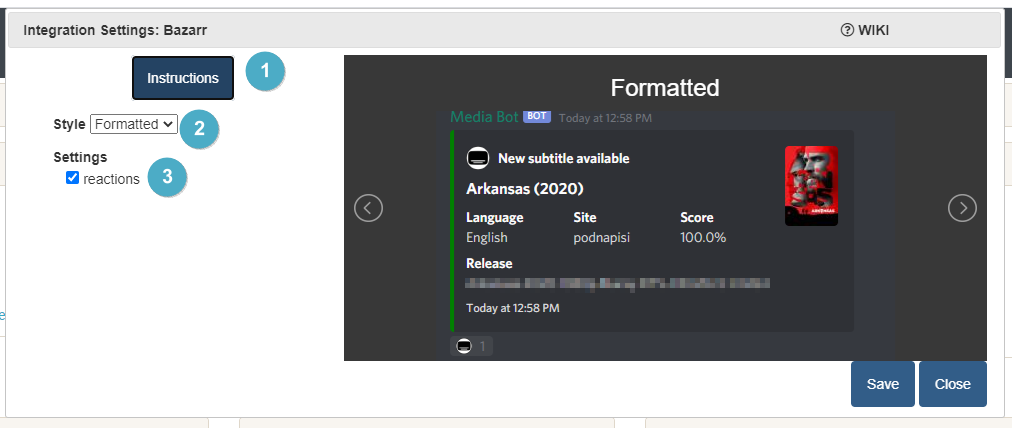 Integration Settings: Bazarr
WIKI
Instructions 1
Style Formatted 2
Settings
reactions 3
Formatted
Media Bot BOT Today at 12:58 PM
New subtitle available
Arkansas (2020)
Language Site Score
English podnapisi 100.0%
Release
Today at 12:58 PM
1
ARKANSAS
Save Close